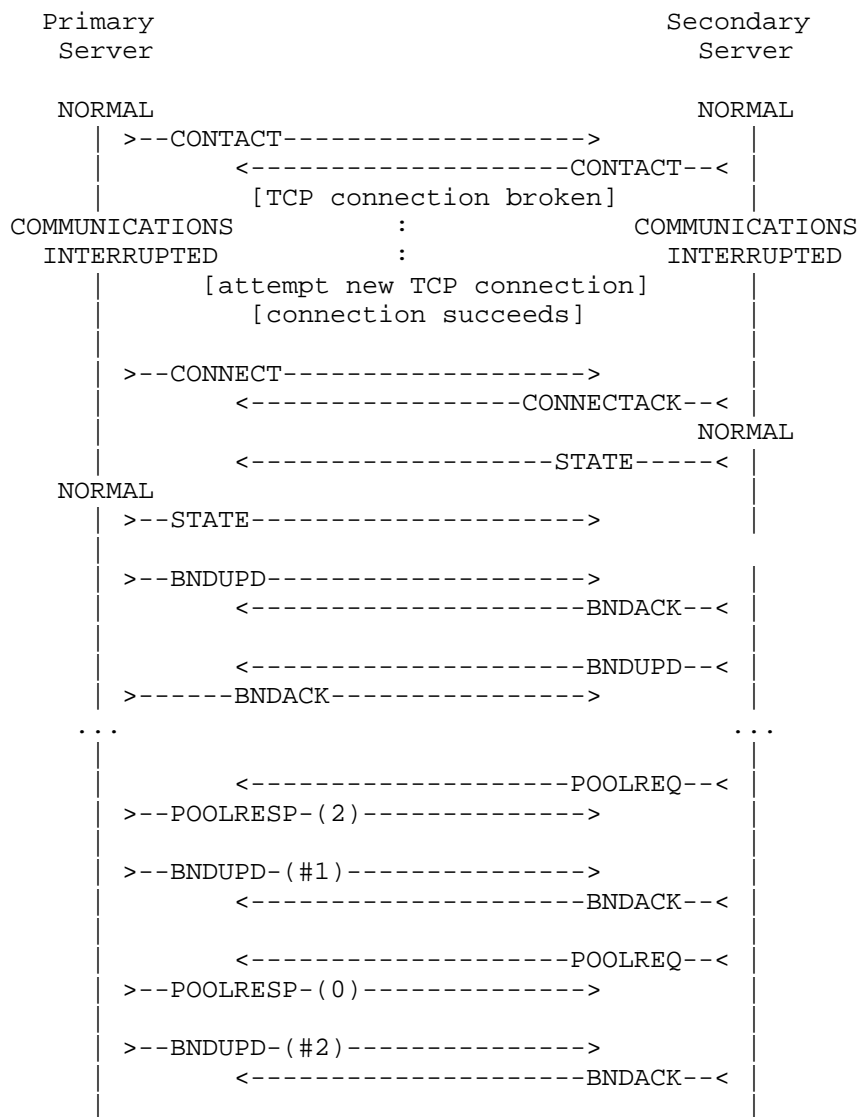 Primary                                Secondary
 Server                                  Server

 NORMAL                                  NORMAL
   | >--CONTACT-------------------> |
   | <--------------------CONTACT--< |
   | [TCP connection broken] |
COMMUNICATIONS : COMMUNICATIONS
INTERRUPTED : INTERRUPTED
   | [attempt new TCP connection] |
   | [connection succeeds] |
   | |
   | >--CONNECT-------------------> |
   | <-----------------CONNECTACK--< |
   | NORMAL
   | <-------------------STATE-----< |
 NORMAL |
   | >--STATE---------------------> |
   |
   | >--BNDUPD--------------------> |
   | <---------------------BNDACK--< |
   | |
   | <---------------------BNDUPD--< |
   | >------BNDACK----------------> |
  ... ...
   | |
   | <--------------------POOLREQ--< |
   | >--POOLRESP-(2)--------------> |
   | |
   | >--BNDUPD-(#1)---------------> |
   | <---------------------BNDACK--< |
   | |
   | <--------------------POOLREQ--< |
   | >--POOLRESP-(0)--------------> |
   | |
   | >--BNDUPD-(#2)---------------> |
   | <---------------------BNDACK--< |
   | |